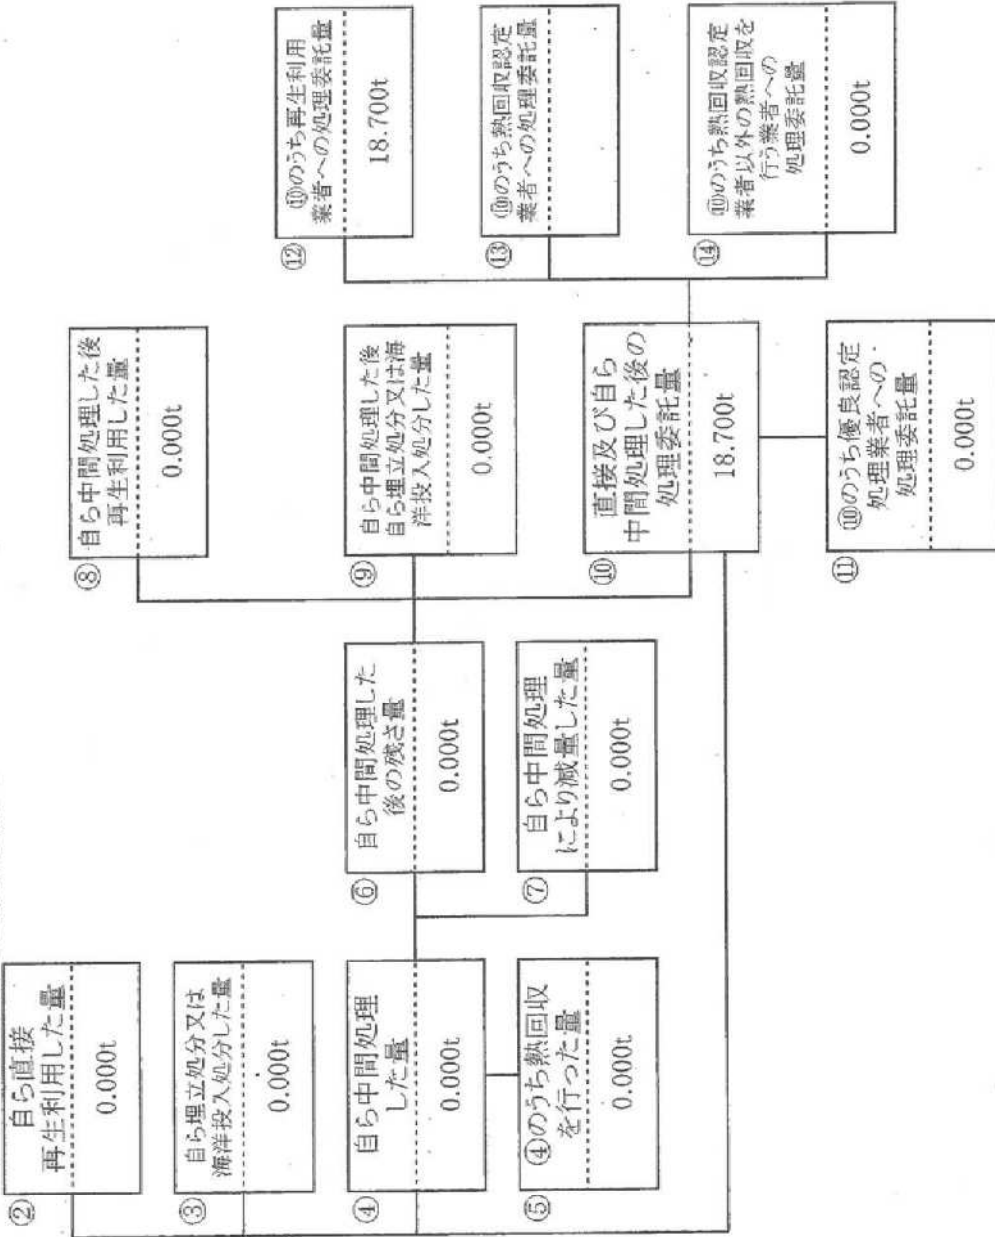 ②
自ら直接
再生利用した量
0.000t
③
自ら埋立処分又は
海洋投入処分した量
0.000t
④
自ら中間処理
した量
0.000t
⑤
④のうち熱回収
を行った量
0.000t
⑥
自ら中間処理した
後の残さ量
0.000t
⑦
自ら中間処理
により減量した量
0.000t
⑧
自ら中間処理した後
再生利用した量
0.000t
⑨
自ら中間処理した後
自ら埋立処分又は海
洋投入処分した量
0.000t
⑩
直接及び自ら
中間処理した後の
処理委託量
18.700t
⑪
⑩のうち優良認定
処理業者への
処理委託量
0.000t
⑫
⑩のうち再生利用
業者への処理委託量
18.700t
⑬
⑩のうち熱回収認定
業者への処理委託量
⑭
⑩のうち熱回収認定
業者以外の熱回収を
行う業者への
処理委託量
0.000t